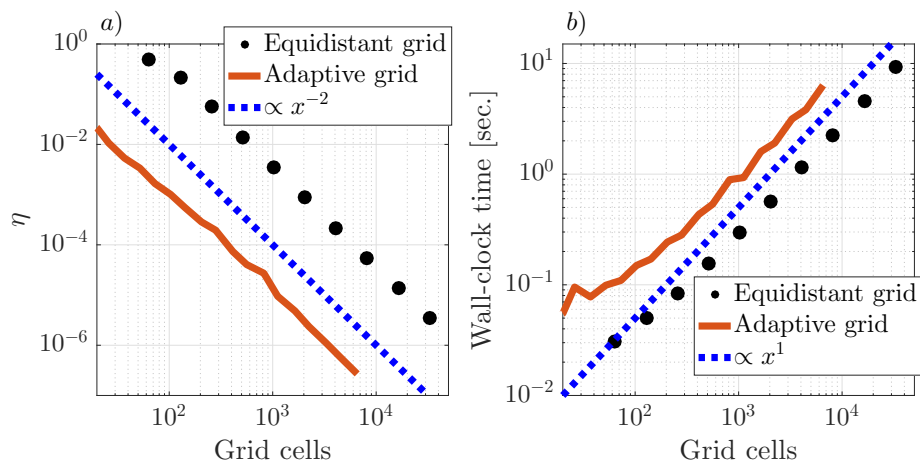 a)
10^0
10^-2
10^-4
10^-6
η
10^2
10^3
10^4
Grid cells
Equidistant grid
Adaptive grid
∝ x^-2
b)
10^1
10^0
10^-1
10^-2
Wall-clock time [sec.]
10^2
10^3
10^4
Grid cells
Equidistant grid
Adaptive grid
∝ x^1